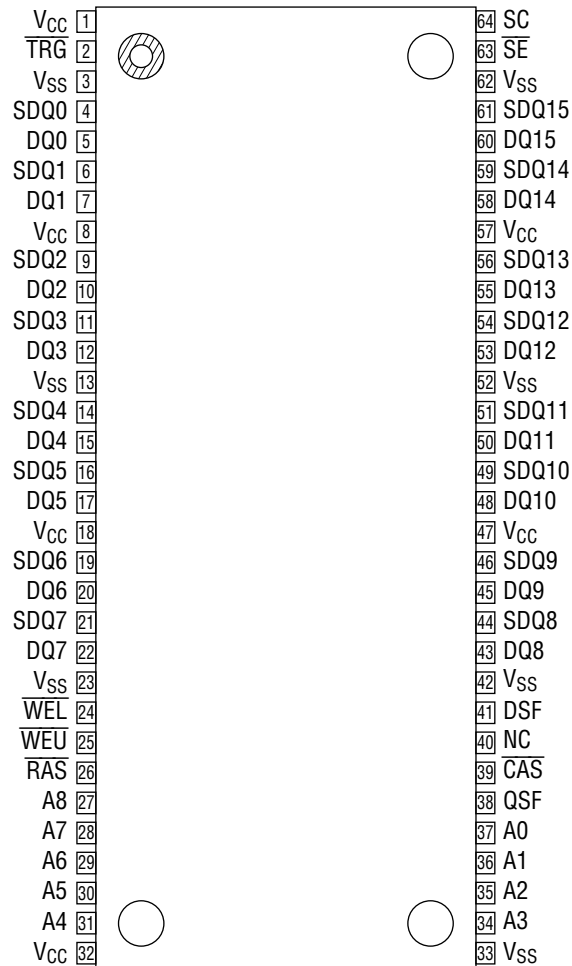 VCC 1 64 SC
TRG 2 63 SE
VSS 3 62 VSS
SDQ0 4 61 SDQ15
DQ0 5 60 DQ15
SDQ1 6 59 SDQ14
DQ1 7 58 DQ14
VCC 8 57 VCC
SDQ2 9 56 SDQ13
DQ2 10 55 DQ13
SDQ3 11 54 SDQ12
DQ3 12 53 DQ12
VSS 13 52 VSS
SDQ4 14 51 SDQ11
DQ4 15 50 DQ11
SDQ5 16 49 SDQ10
DQ5 17 48 DQ10
VCC 18 47 VCC
SDQ6 19 46 SDQ9
DQ6 20 45 DQ9
SDQ7 21 44 SDQ8
DQ7 22 43 DQ8
VSS 23 42 VSS
WEL 24 41 DSF
WEU 25 40 NC
RAS 26 39 CAS
A8 27 38 QSF
A7 28 37 A0
A6 29 36 A1
A5 30 35 A2
A4 31 34 A3
VCC 32 33 VSS